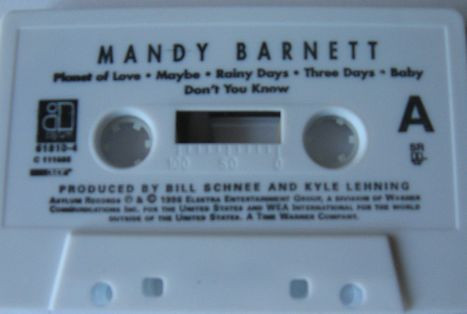 MANDY BARNETT
Planet of Love • Maybe • Rainy Days • Three Days • Baby
Don't You Know
A
61810-4
SR
100 50 0
PRODUCED BY BILL SCHNEE AND KYLE LEHNING
ASYLUM RECORDS ℗ & © 1996 ELEKTRA ENTERTAINMENT GROUP, A DIVISION OF WARNER
COMMUNICATIONS INC. FOR THE UNITED STATES AND WEA INTERNATIONAL FOR THE WORLD
OUTSIDE OF THE UNITED STATES. A TIME WARNER COMPANY.